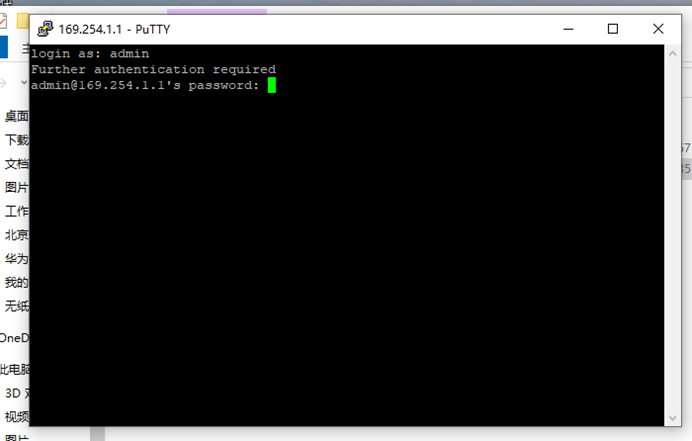 169.254.1.1 - PuTTY
login as: admin
Further authentication required
admin@169.254.1.1's password:
桌面
下载
文档
图片
工作
北京
华为
我的
无纸
OneD
此电脑
3D
视频
图片
57
35